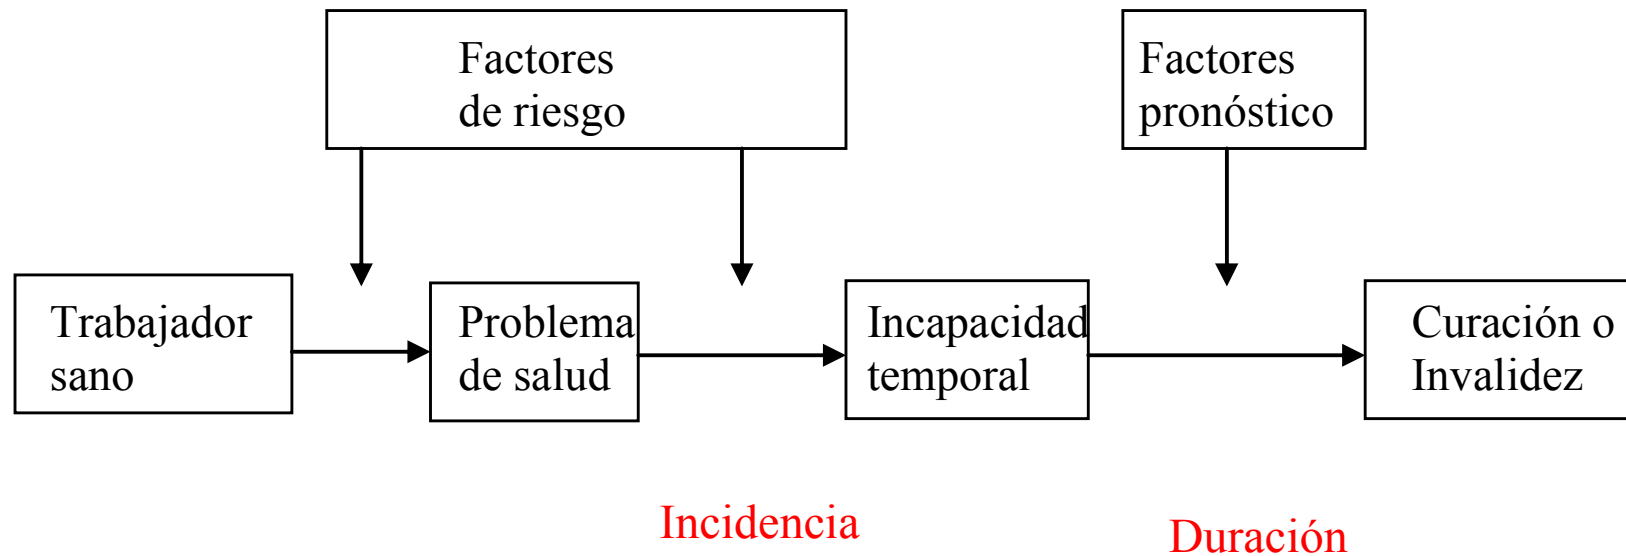 Factores
de riesgo
Factores
pronóstico
Trabajador
sano
Problema
de salud
Incapacidad
temporal
Curación o
Invalidez
Incidencia
Duración